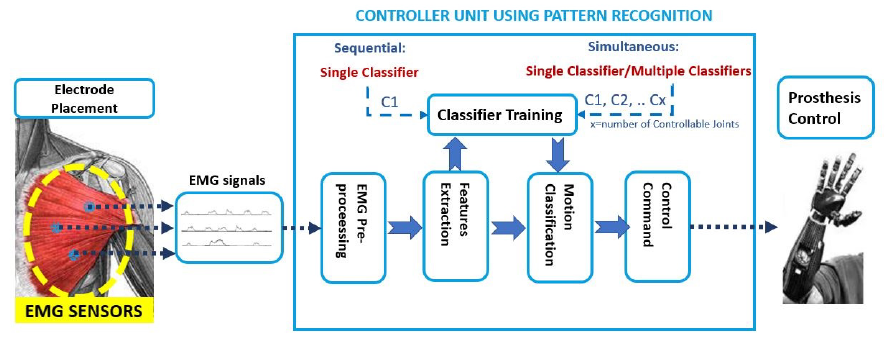 CONTROLLER UNIT USING PATTERN RECOGNITION
Sequential:
Single Classifier
Simultaneous:
Single Classifier/Multiple Classifiers
Electrode
Placement
C1
Classifier Training
C1, C2, .. Cx
x=number of Controllable Joints
Prosthesis
Control
EMG signals
EMG Pre-
proceessing
Features
Extraction
Motion
Classification
Control
Command
EMG SENSORS